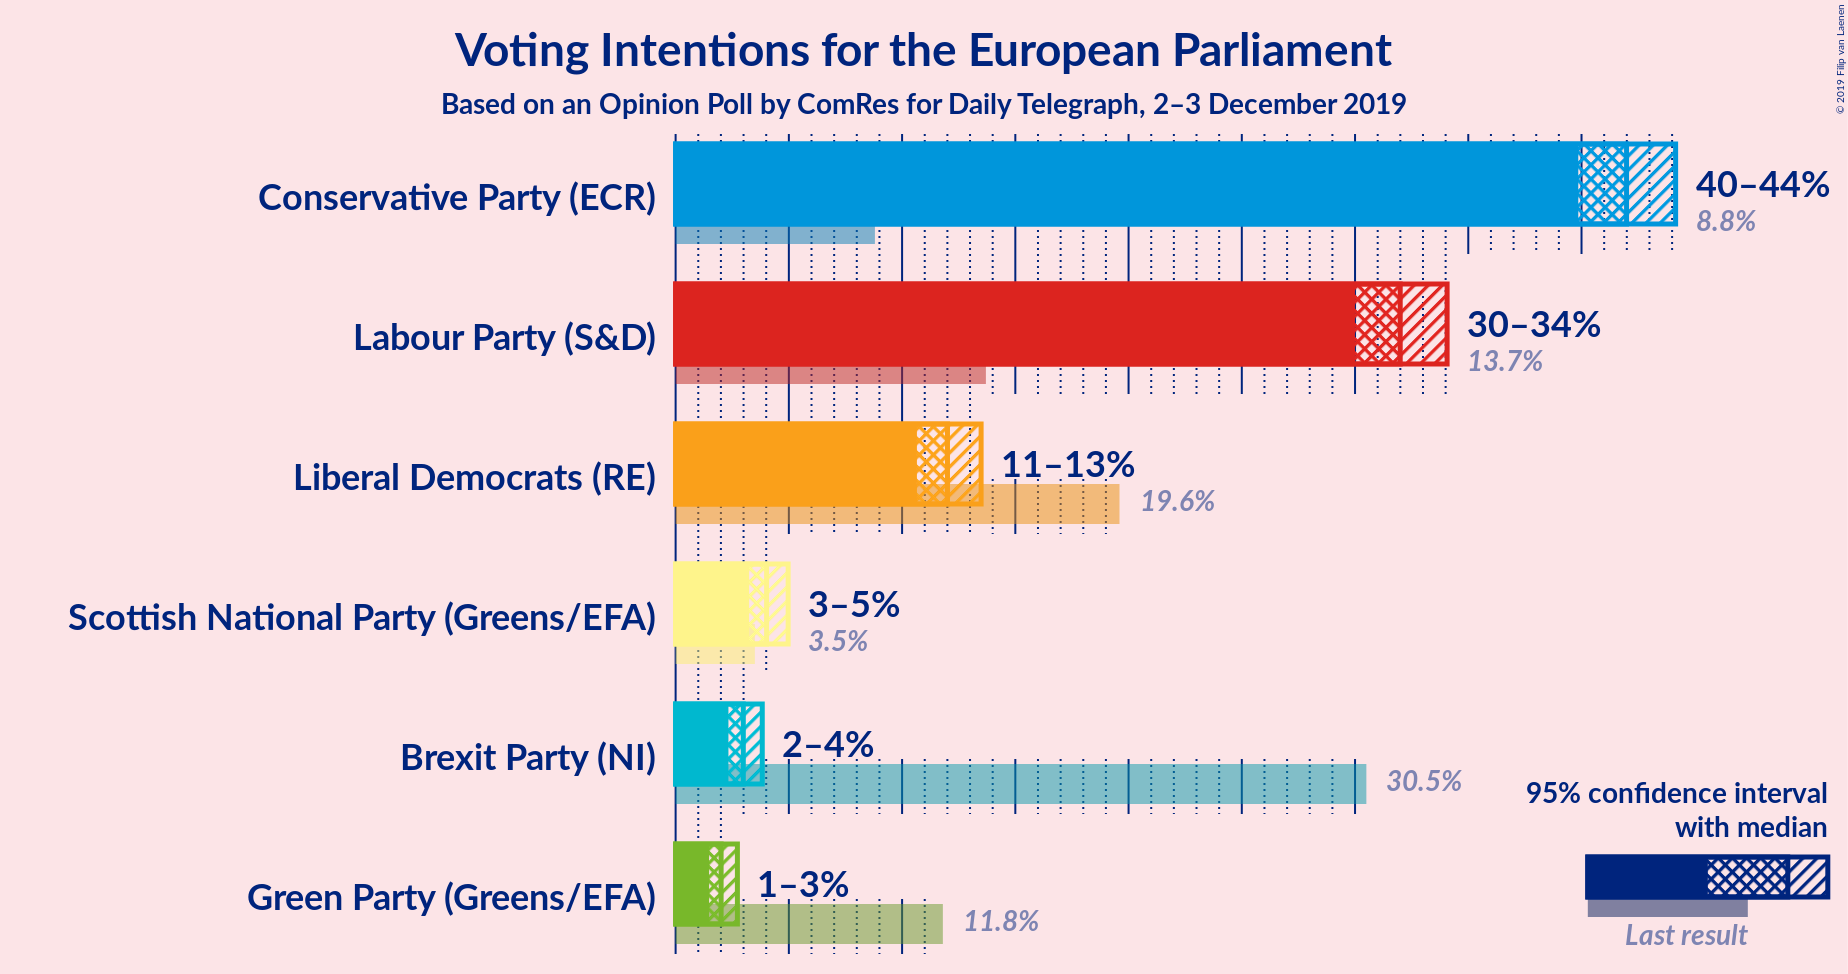 Voting Intentions for the European Parliament
Based on an Opinion Poll by ComRes for Daily Telegraph, 2–3 December 2019
© 2019 Filip van Laenen
Conservative Party (ECR)
40–44%
8.8%
Labour Party (S&D)
30–34%
13.7%
Liberal Democrats (RE)
11–13%
19.6%
Scottish National Party (Greens/EFA)
3–5%
3.5%
Brexit Party (NI)
2–4%
30.5%
Green Party (Greens/EFA)
1–3%
11.8%
95% confidence interval
with median
Last result